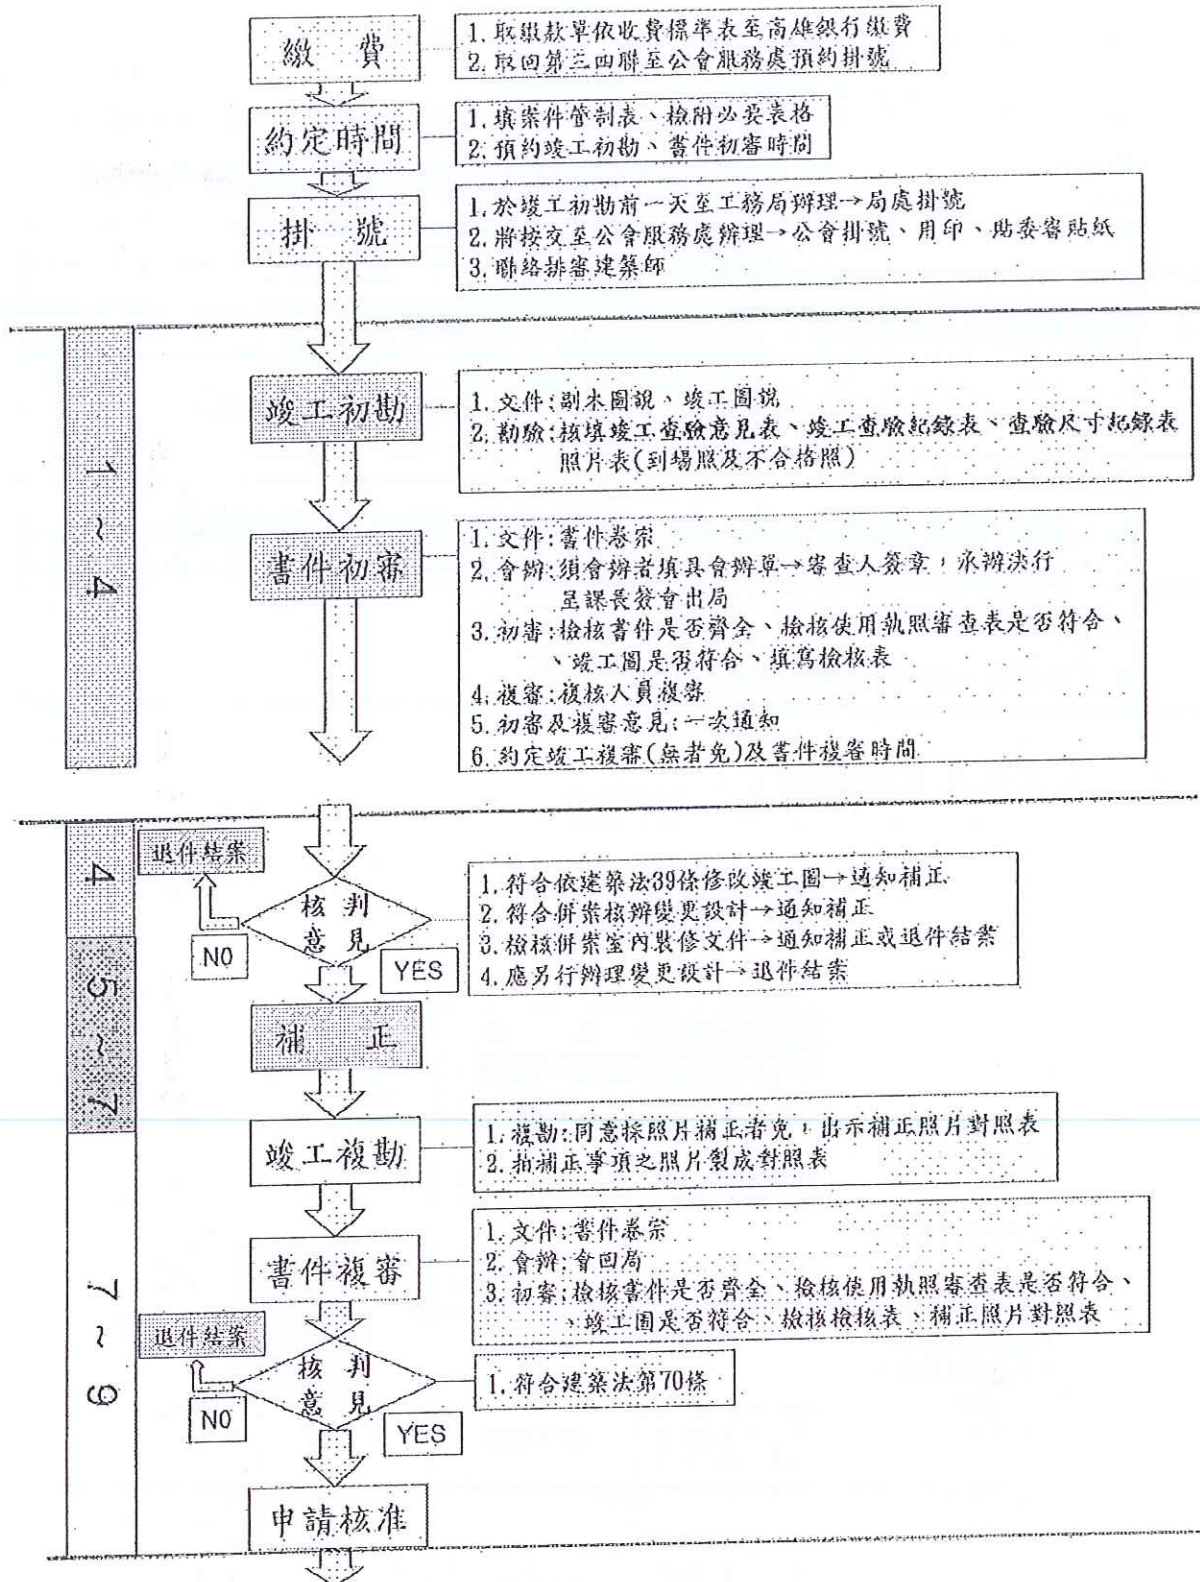 繳 費
1. 取繳款單依收費標準表至高雄銀行繳費
2. 取回第三四聯至公會服務處預約掛號
約定時間
1. 填案件管制表、檢附必要表格
2. 預約竣工初勘、書件初審時間
掛 號
1. 於竣工初勘前一天至工務局辦理→局處掛號
2. 將按交至公會服務處辦理→公會掛號、用印、貼委審貼紙
3. 聯絡排審建築師
1~4
竣工初勘
1. 文件:副本圖說、竣工圖說
2. 勘驗:核填竣工查驗意見表、竣工查驗紀錄表、查驗尺寸記錄表
照片表(到場照及不合格照)
書件初審
1. 文件:書件卷宗
2. 會辦:須會辦者填具會辦單→審查人簽章,承辦決行
呈課長簽會出局
3. 初審:檢核書件是否齊全、檢核使用執照審查表是否符合、
、竣工圖是否符合、填寫檢核表
4. 複審:複核人員複審
5. 初審及複審意見:一次通知
6. 約定竣工複審(無者免)及書件複審時間
4
退件結案
核 判
意 見
NO
YES
1. 符合依建築法39條修改竣工圖→通知補正
2. 符合併案核辦變更設計→通知補正
3. 檢核併案室內裝修文件→通知補正或退件結案
4. 應另行辦理變更設計→退件結案
5~7
補 正
竣工複勘
1. 複勘:同意採照片補正者免,出示補正照片對照表
2. 拍補正事項之照片製成對照表
7~9
書件複審
1. 文件:書件卷宗
2. 會辦:會回局
3. 初審:檢核書件是否齊全、檢核使用執照審查表是否符合、
、竣工圖是否符合、檢核檢核表、補正照片對照表
退件結案
核 判
意 見
NO
YES
1. 符合建築法第70條
申請核准